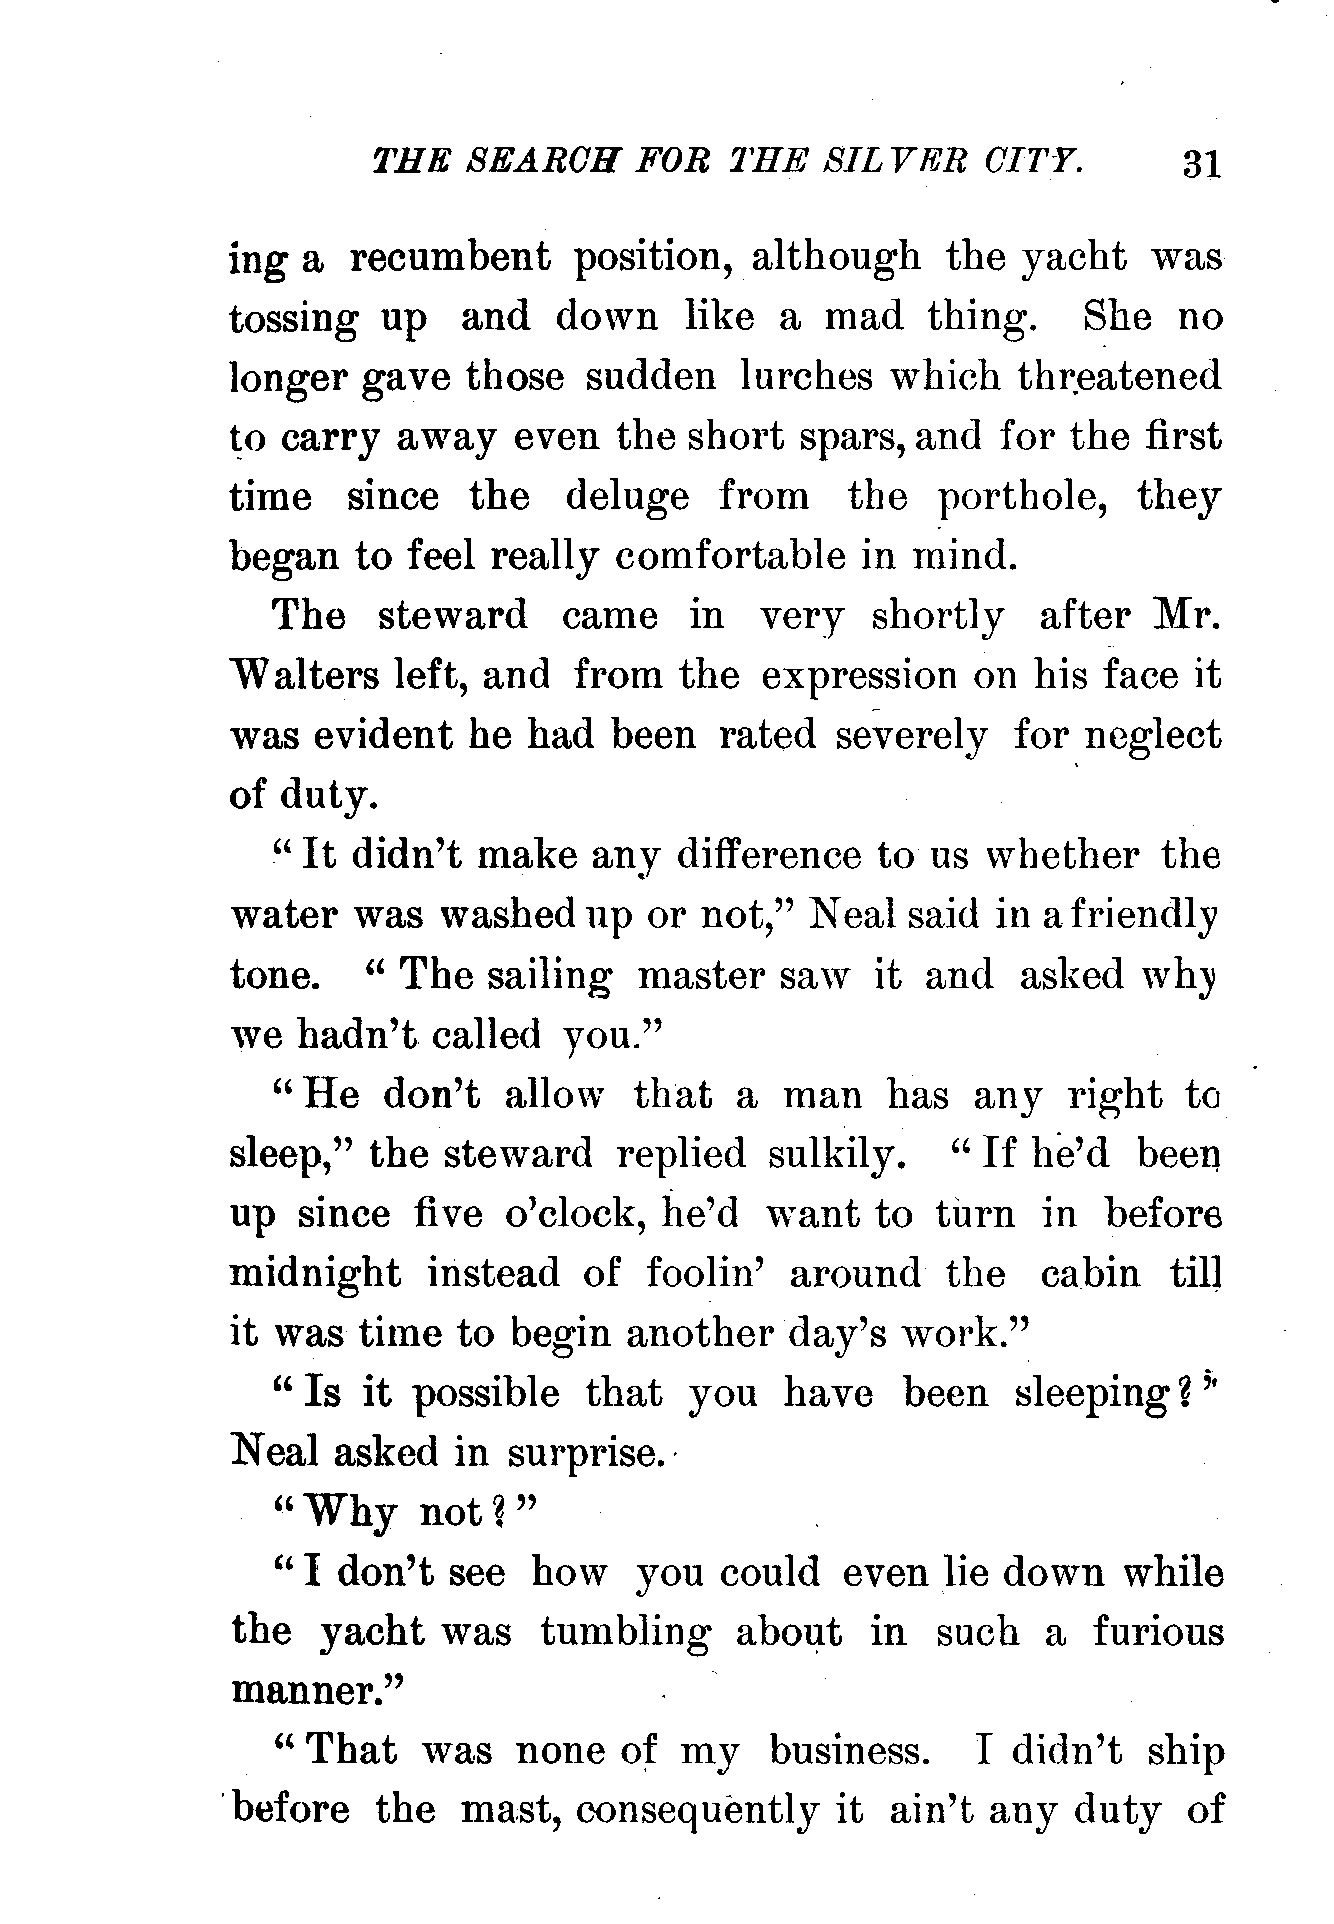 THE SEARCH FOR THE SILVER CITY. 31
ing a recumbent position, although the yacht was
tossing up and down like a mad thing. She no
longer gave those sudden lurches which threatened
to carry away even the short spars, and for the first
time since the deluge from the porthole, they
began to feel really comfortable in mind.
The steward came in very shortly after Mr.
Walters left, and from the expression on his face it
was evident he had been rated severely for neglect
of duty.
“It didn’t make any difference to us whether the
water was washed up or not,” Neal said in a friendly
tone. “The sailing master saw it and asked why
we hadn’t called you.”
“He don’t allow that a man has any right to
sleep,” the steward replied sulkily. “If he’d been
up since five o’clock, he’d want to turn in before
midnight instead of foolin’ around the cabin till
it was time to begin another day’s work.”
“Is it possible that you have been sleeping?”
Neal asked in surprise.
“Why not?”
“I don’t see how you could even lie down while
the yacht was tumbling about in such a furious
manner.”
“That was none of my business. I didn’t ship
before the mast, consequently it ain’t any duty of